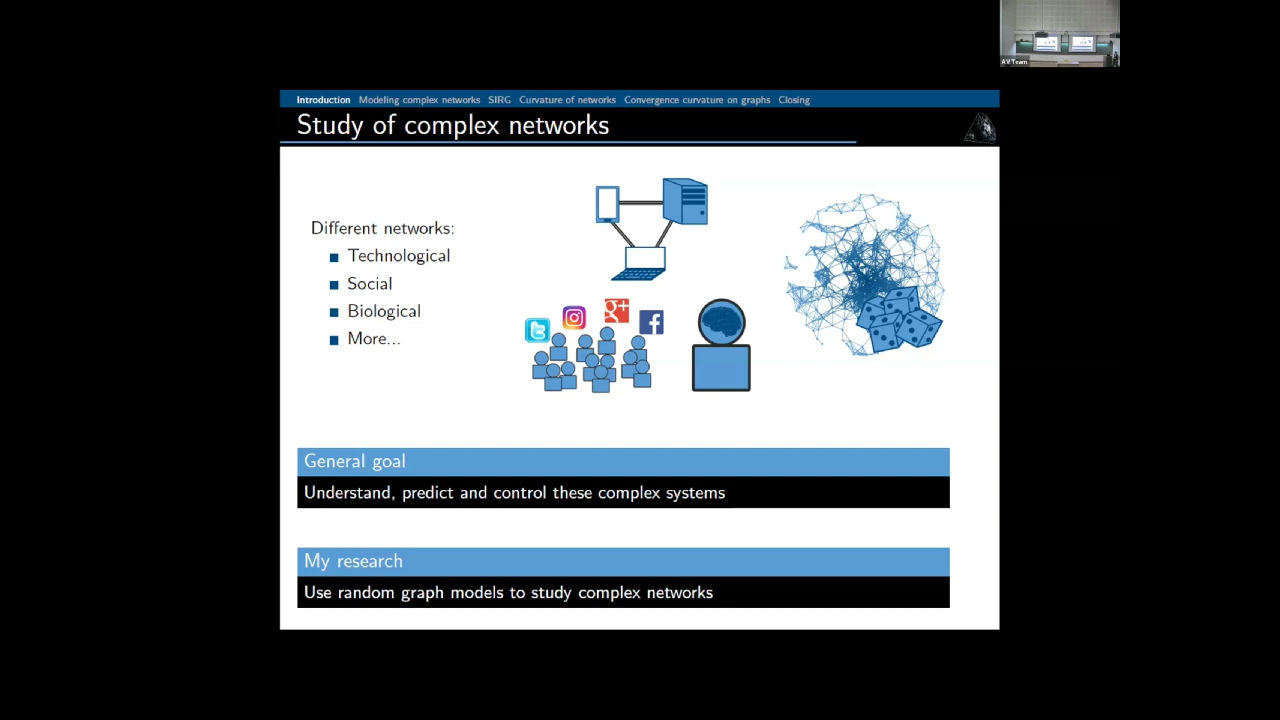 AV Team
Introduction Modeling complex networks SIRG Curvature of networks Convergence curvature on graphs Closing
Study of complex networks
Different networks:
Technological
Social
Biological
More...
g+
f
General goal
Understand, predict and control these complex systems
My research
Use random graph models to study complex networks